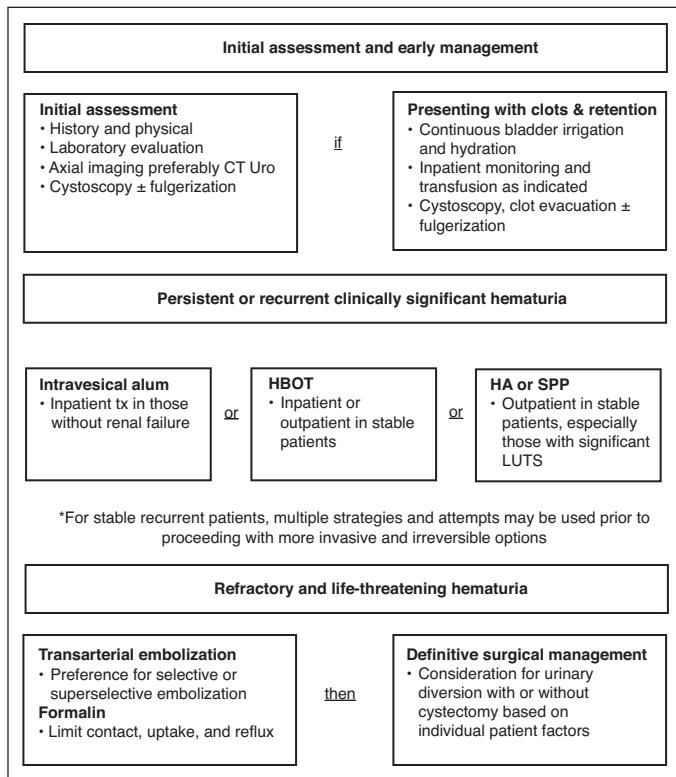 Initial assessment and early management
Initial assessment
• History and physical
• Laboratory evaluation
• Axial imaging preferably CT Uro
• Cystoscopy ± fulgerization
if
Presenting with clots & retention
• Continuous bladder irrigation
and hydration
• Inpatient monitoring and
transfusion as indicated
• Cystoscopy, clot evacuation ±
fulgerization
Persistent or recurrent clinically significant hematuria
Intravesical alum
• Inpatient tx in those
without renal failure
or
HBOT
• Inpatient or
outpatient in stable
patients
or
HA or SPP
• Outpatient in stable
patients, especially
those with significant
LUTS
*For stable recurrent patients, multiple strategies and attempts may be used prior to
proceeding with more invasive and irreversible options
Refractory and life-threatening hematuria
Transarterial embolization
• Preference for selective or
superselective embolization
Formalin
• Limit contact, uptake, and reflux
then
Definitive surgical management
• Consideration for urinary
diversion with or without
cystectomy based on
individual patient factors